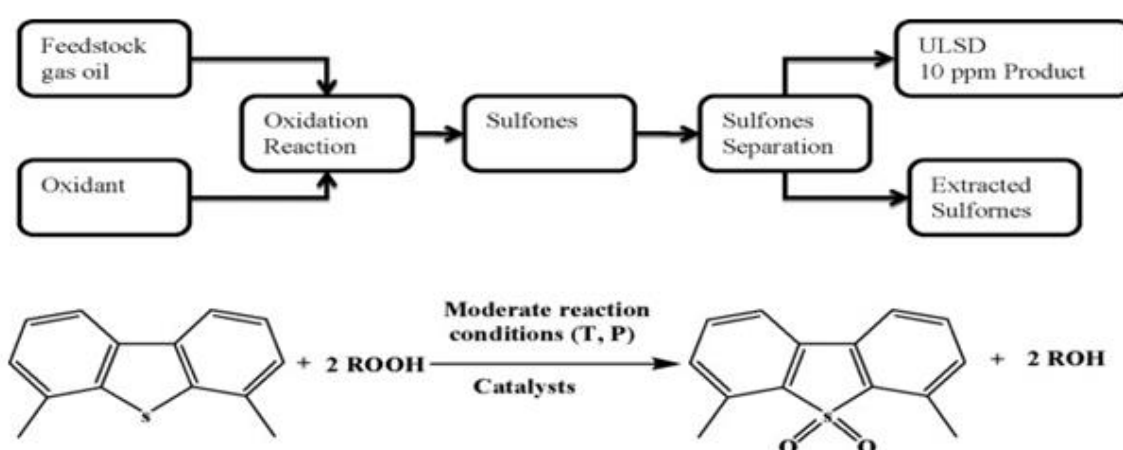 Feedstock
gas oil
ULSD
10 ppm Product
Oxidation
Reaction
Sulfones
Sulfones
Separation
Oxidant
Extracted
Sulfornes
Moderate reaction
conditions (T, P)
+ 2 ROOH
Catalysts
+ 2 ROH
s
s
O O